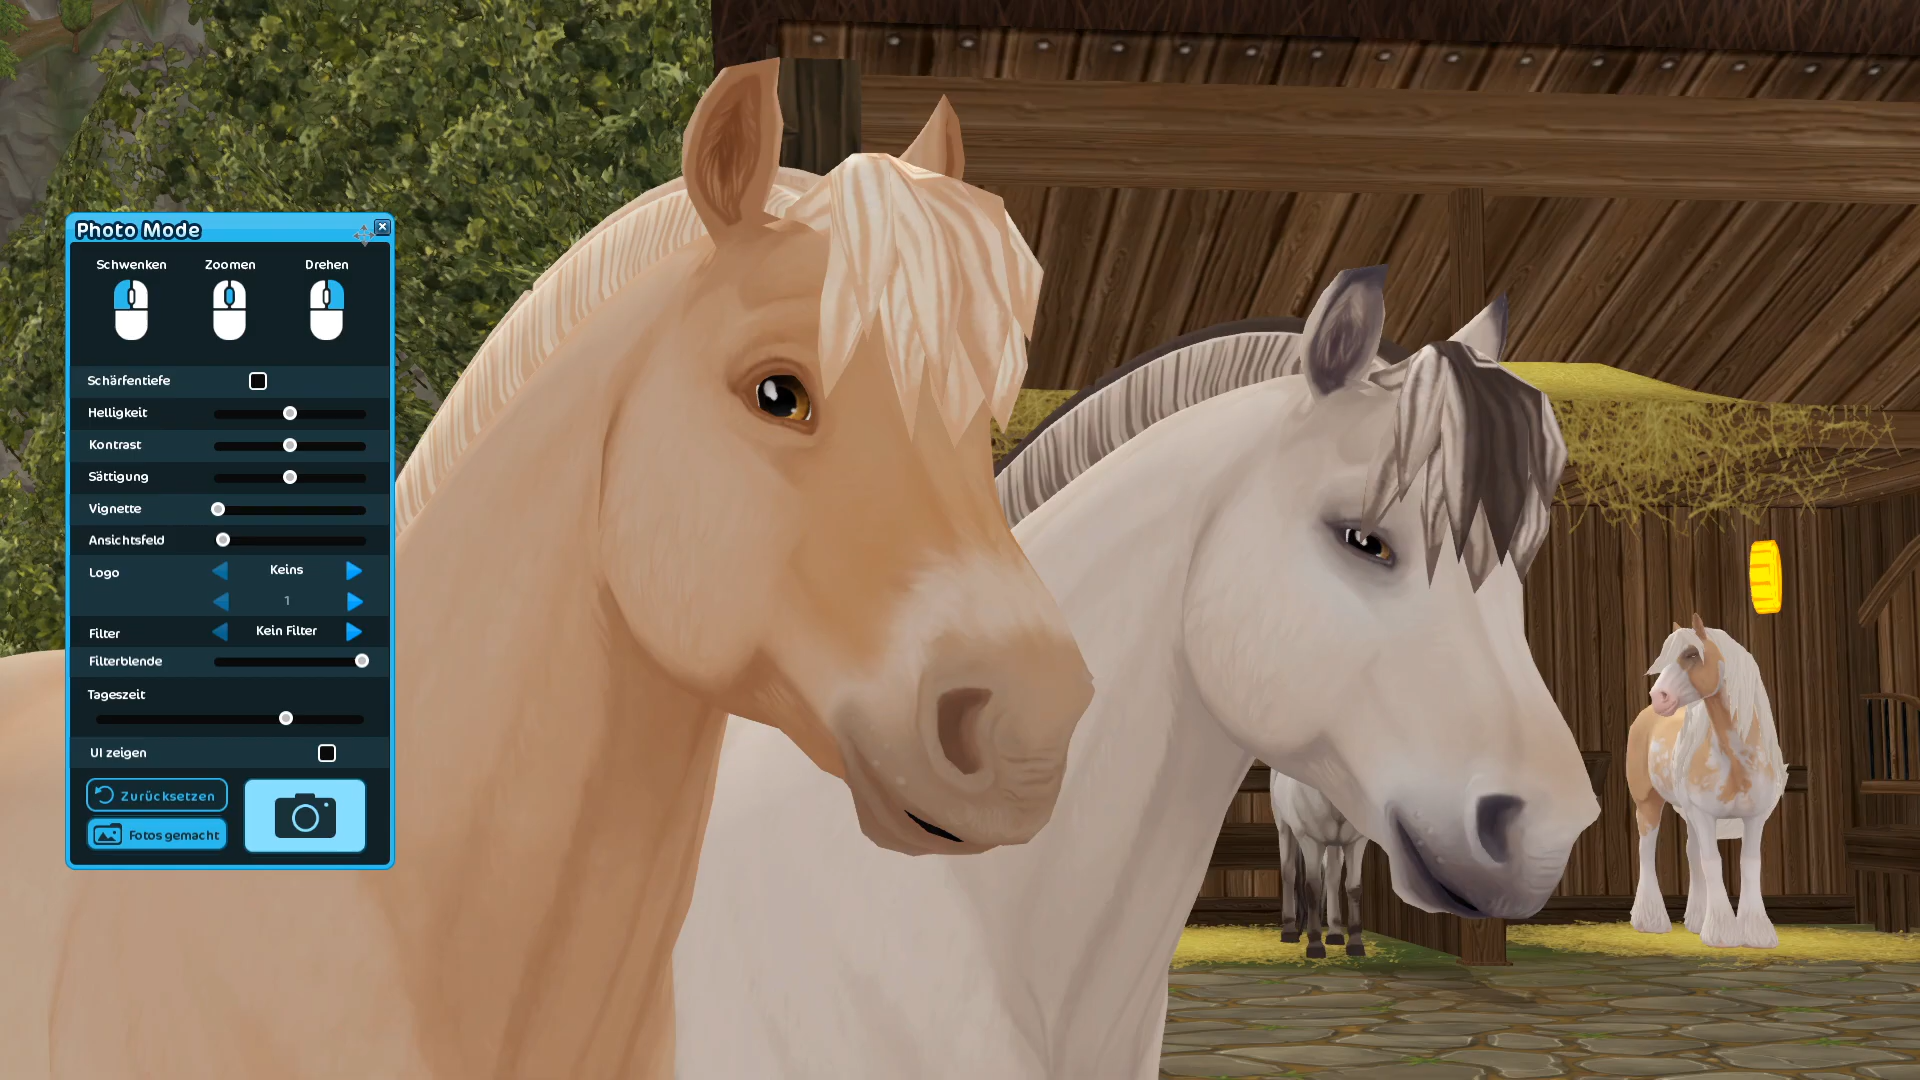 Photo Mode
Schwenken Zoomen Drehen
Schärfentiefe
Helligkeit
Kontrast
Sättigung
Vignette
Ansichtsfeld
Logo Keins
1
Filter Kein Filter
Filterblende
Tageszeit
UI zeigen
Zurücksetzen
Fotos gemacht